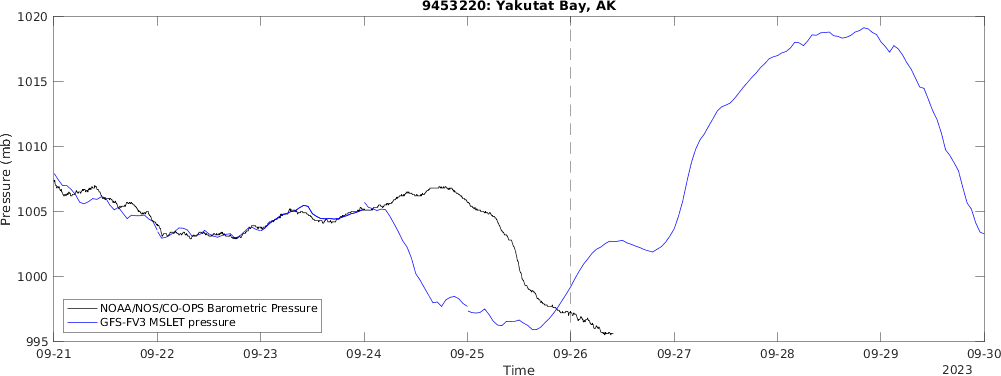 9453220: Yakutat Bay, AK
1020
1015
1010
1005
1000
995
Pressure (mb)
NOAA/NOS/CO-OPS Barometric Pressure
GFS-FV3 MSLET pressure
09-21 09-22 09-23 09-24 09-25 09-26 09-27 09-28 09-29 09-30
Time
2023